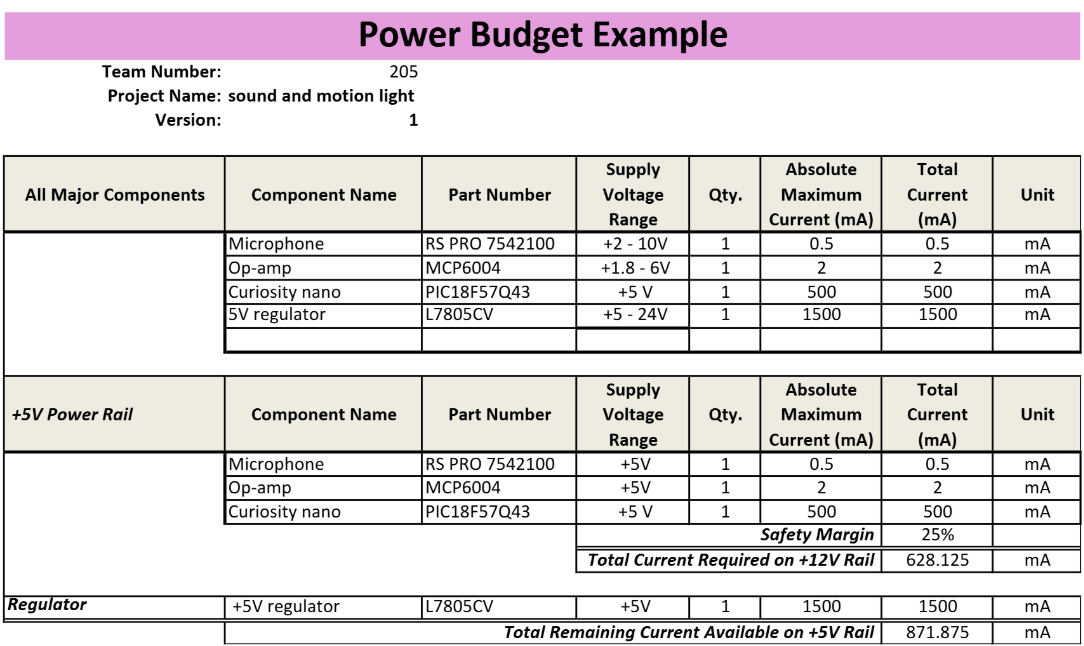 Power Budget Example
Team Number: 205
Project Name: sound and motion light
Version: 1
All Major Components Component Name Part Number Supply Voltage Range Qty. Absolute Maximum Current (mA) Total Current (mA) Unit
Microphone RS PRO 7542100 +2 - 10V 1 0.5 0.5 mA
Op-amp MCP6004 +1.8 - 6V 1 2 2 mA
Curiosity nano PIC18F57Q43 +5 V 1 500 500 mA
5V regulator L7805CV +5 - 24V 1 1500 1500 mA
+5V Power Rail Component Name Part Number Supply Voltage Range Qty. Absolute Maximum Current (mA) Total Current (mA) Unit
Microphone RS PRO 7542100 +5V 1 0.5 0.5 mA
Op-amp MCP6004 +5V 1 2 2 mA
Curiosity nano PIC18F57Q43 +5 V 1 500 500 mA
Safety Margin 25%
Total Current Required on +12V Rail 628.125 mA
Regulator +5V regulator L7805CV +5V 1 1500 1500 mA
Total Remaining Current Available on +5V Rail 871.875 mA